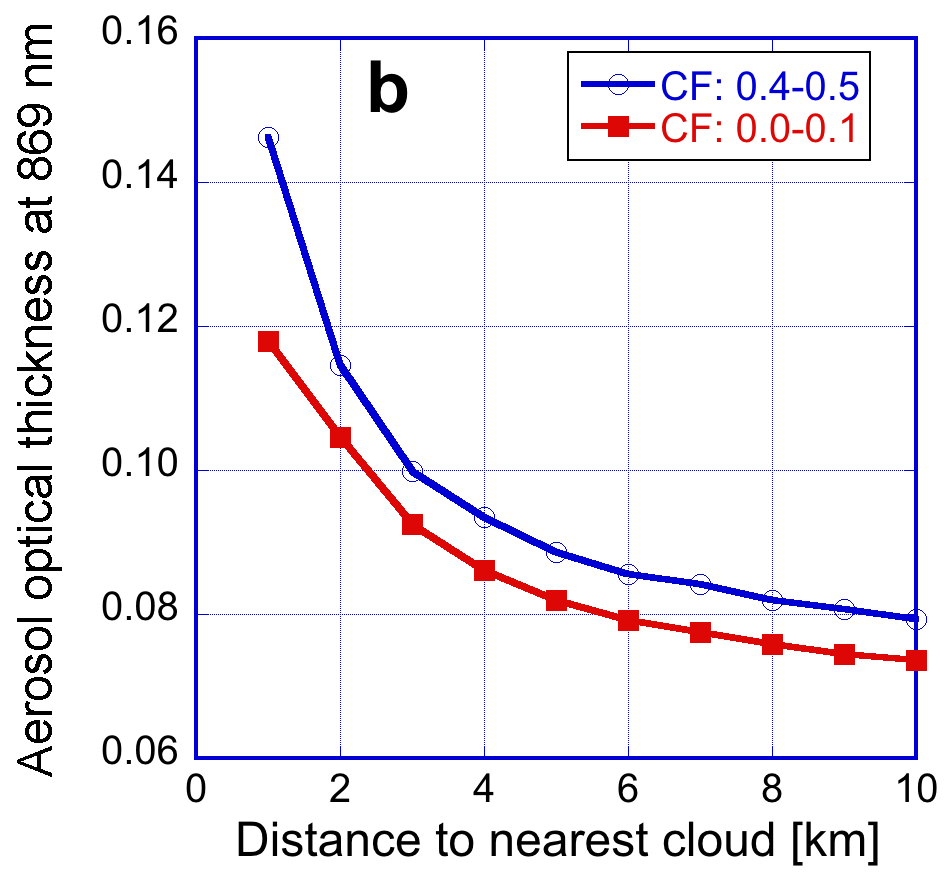 b
CF: 0.4-0.5
CF: 0.0-0.1
Aerosol optical thickness at 869 nm
0.16
0.14
0.12
0.10
0.08
0.06
0 2 4 6 8 10
Distance to nearest cloud [km]